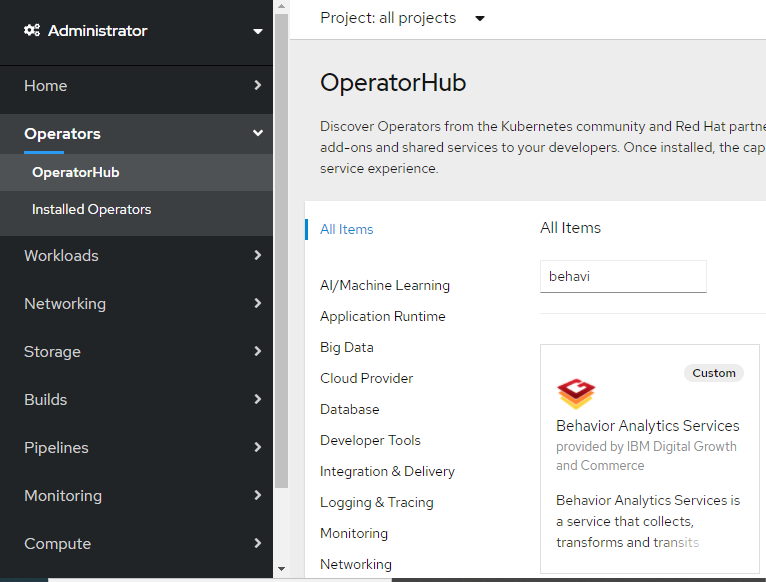 Administrator
Home
Operators
OperatorHub
Installed Operators
Workloads
Networking
Storage
Builds
Pipelines
Monitoring
Compute
Project: all projects
OperatorHub
Discover Operators from the Kubernetes community and Red Hat partne
add-ons and shared services to your developers. Once installed, the cap
service experience.
All Items
AI/Machine Learning
Application Runtime
Big Data
Cloud Provider
Database
Developer Tools
Integration & Delivery
Logging & Tracing
Monitoring
Networking
All Items
behavi
Custom
Behavior Analytics Services
provided by IBM Digital Growth
and Commerce
Behavior Analytics Services is
a service that collects,
transforms and transits